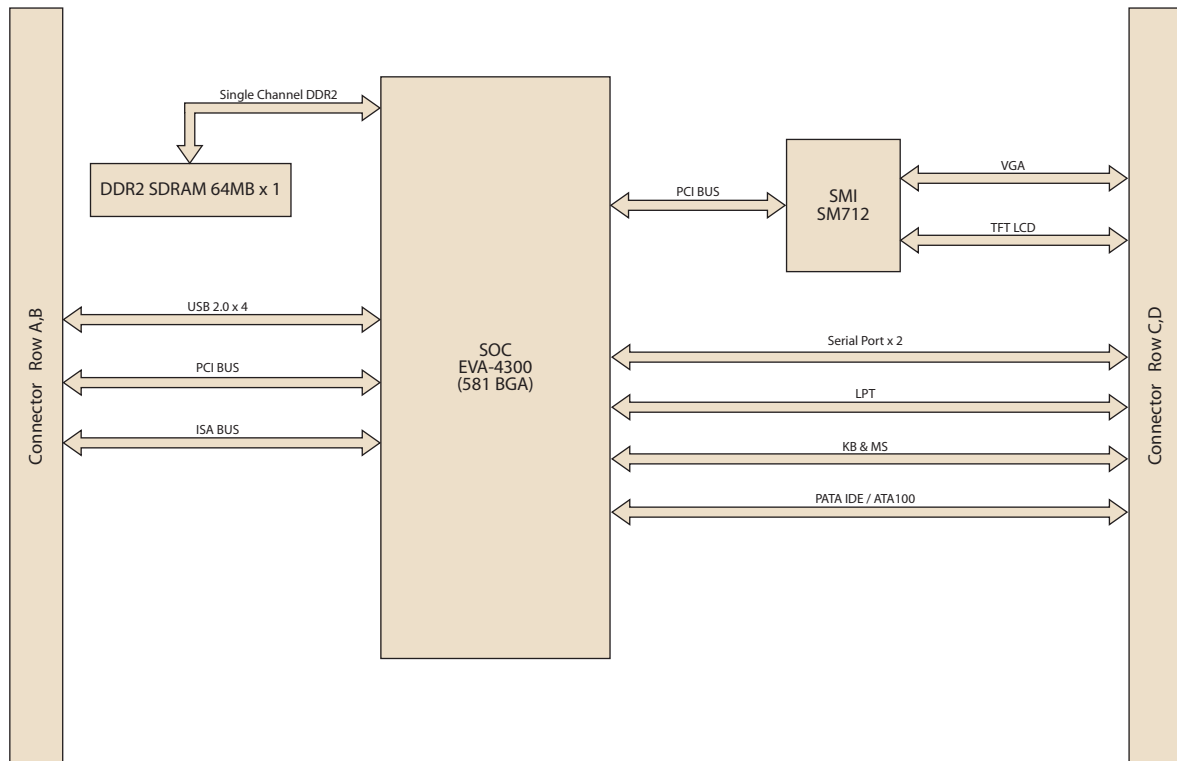 Connector Row A,B
Single Channel DDR2
DDR2 SDRAM 64MB x 1
USB 2.0 x 4
PCI BUS
ISA BUS
SOC
EVA-4300
(581 BGA)
PCI BUS
SMI
SM712
VGA
TFT LCD
Serial Port x 2
LPT
KB & MS
PATA IDE / ATA100
Connector Row C,D